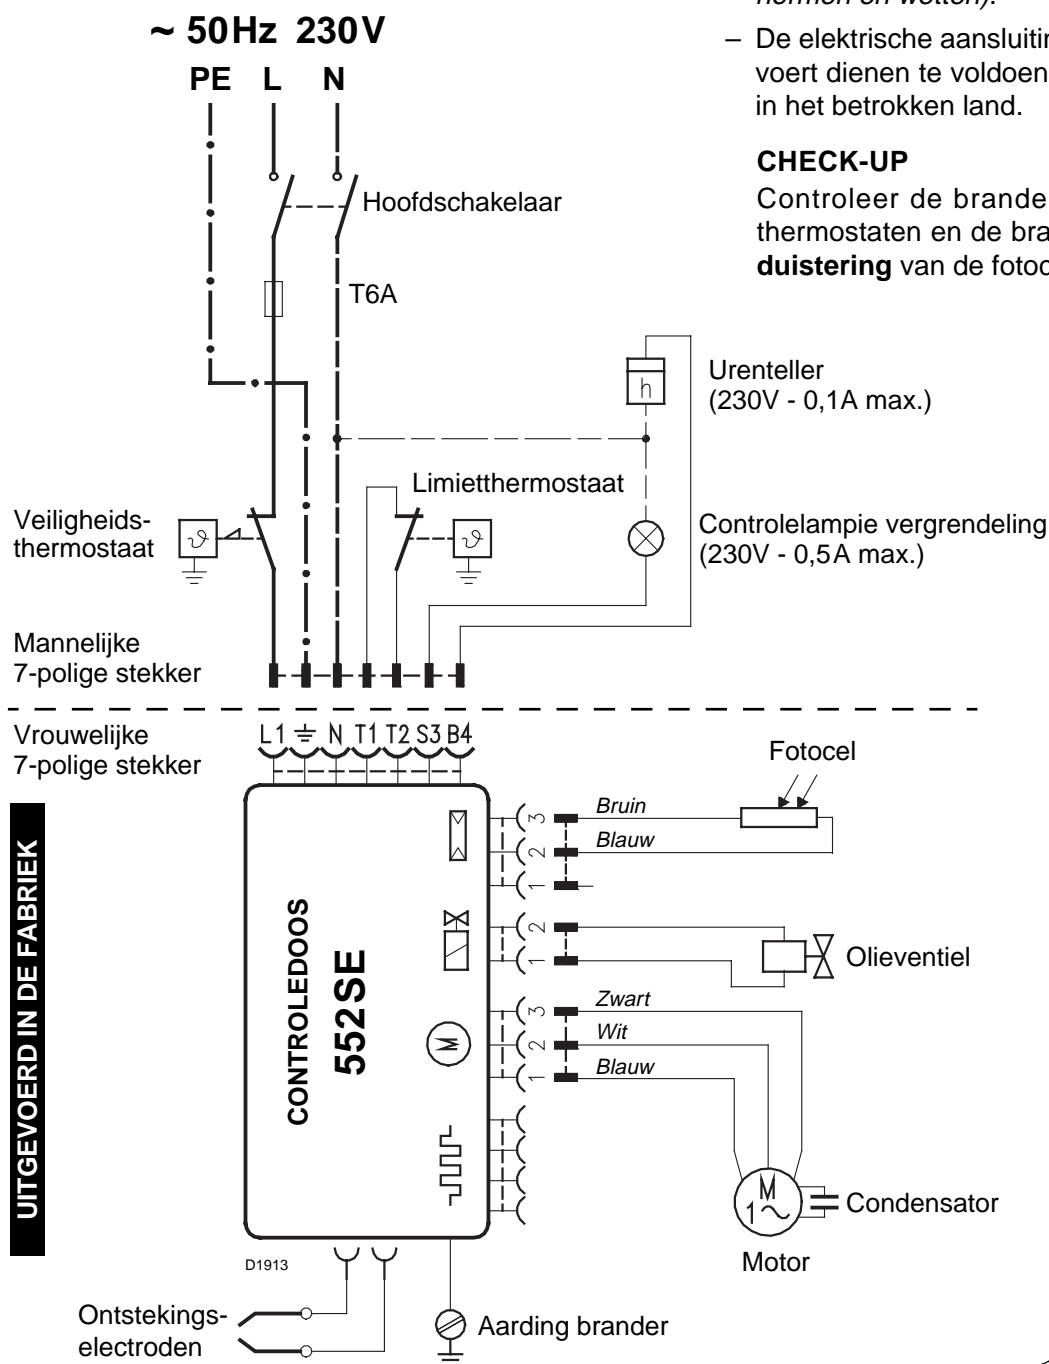 normen en wetten).
~ 50Hz 230V
PE L N
– De elektrische aansluitin
voert dienen te voldoen
in het betrokken land.
CHECK-UP
Controleer de brande
thermostaten en de bra
duistering van de fotoc
Hoofdschakelaar
T6A
h
Urenteller
(230V - 0,1A max.)
Limietthermostaat
Veiligheids-
thermostaat
ϑ
ϑ
Controlelampie vergrendeling
(230V - 0,5A max.)
Mannelijke
7-polige stekker
Vrouwelijke
7-polige stekker
L1 N T1 T2 S3 B4
Fotocel
UITGEVOERD IN DE FABRIEK
CONTROLEDOOS
552SE
3 Bruin
2 Blauw
1
2
1
Olieventiel
M
3 Zwart
2 Wit
1 Blauw
M
1~
Condensator
Motor
D1913
Ontstekings-
electroden
Aarding brander